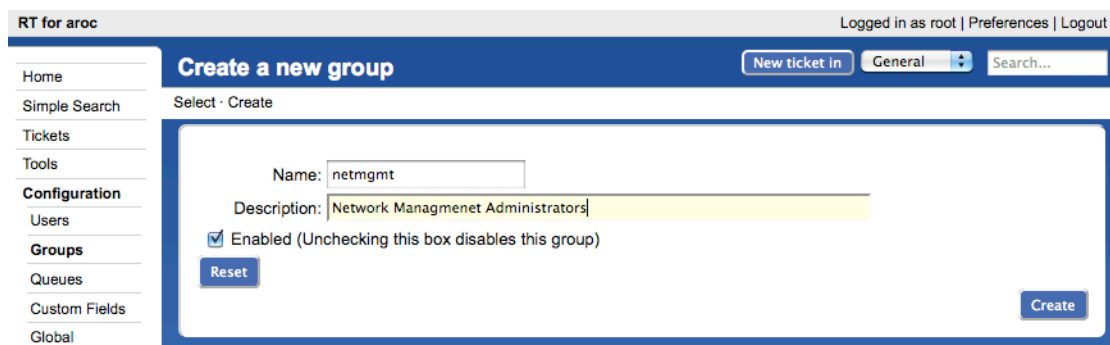 RT for aroc
Logged in as root | Preferences | Logout
Home
Simple Search
Tickets
Tools
Configuration
Users
Groups
Queues
Custom Fields
Global
Create a new group
New ticket in
General
Search...
Select · Create
Name: netmgmt
Description: Network Managmenet Administrators
Enabled (Unchecking this box disables this group)
Reset
Create